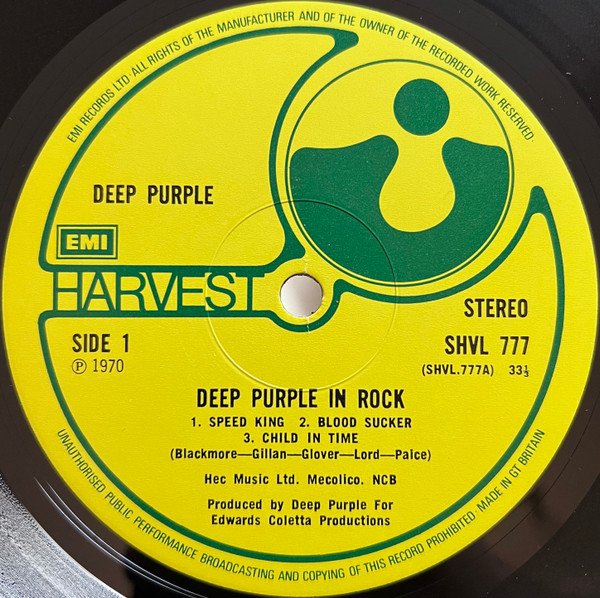 EMI RECORDS LTD· ALL RIGHTS OF THE MANUFACTURER AND OF THE OWNER OF THE RECORDED WORK RESERVED·
DEEP PURPLE
EMI
HARVEST
STEREO
SIDE 1
SHVL 777
℗ 1970
(SHVL.777A) 33⅓
DEEP PURPLE IN ROCK
1. SPEED KING 2. BLOOD SUCKER
3. CHILD IN TIME
(Blackmore—Gillan—Glover—Lord—Paice)
Hec Music Ltd. Mecolico. NCB
Produced by Deep Purple For
Edwards Coletta Productions
UNAUTHORISED PUBLIC PERFORMANCE BROADCASTING AND COPYING OF THIS RECORD PROHIBITED· MADE IN GT BRITAIN